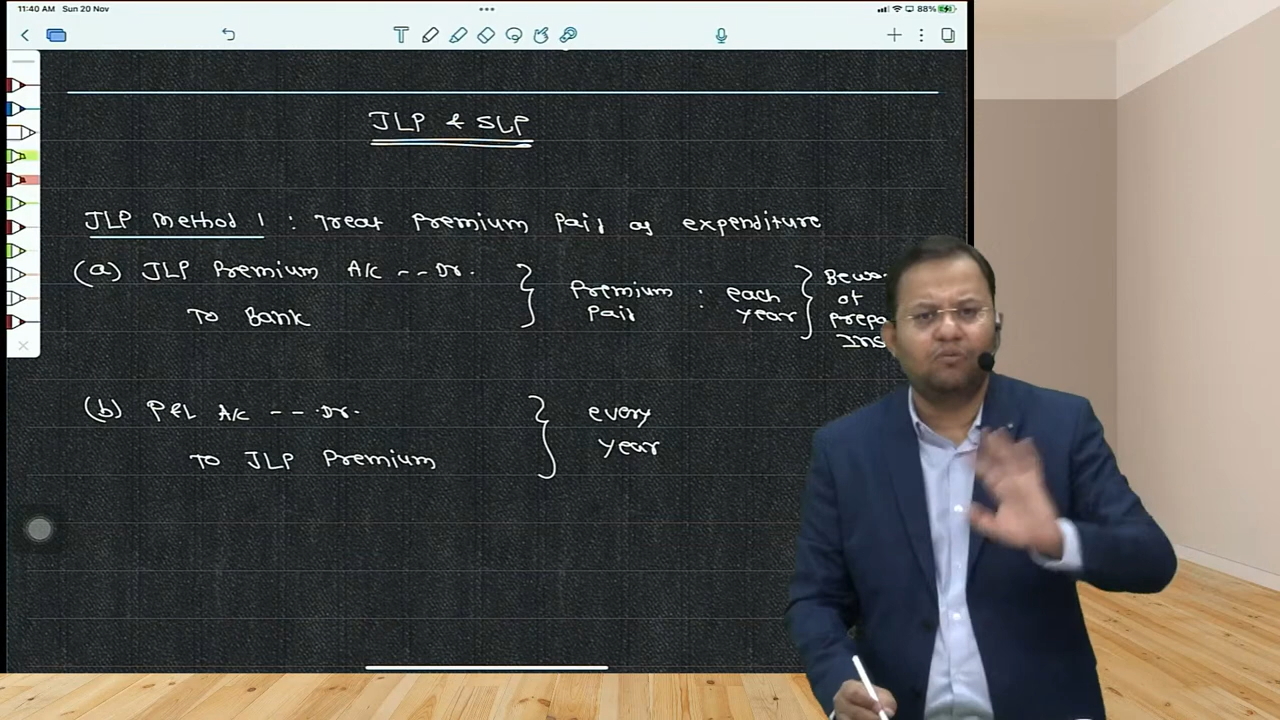 11:40 AM Sun 20 Nov
88%
JLP & SLP
JLP Method 1 : Treat Premium Paid as expenditure
(a) JLP Premium A/c -- Dr.
To Bank
Premium Paid : each year
of
(b) P&L A/c -- Dr.
To JLP Premium
every year